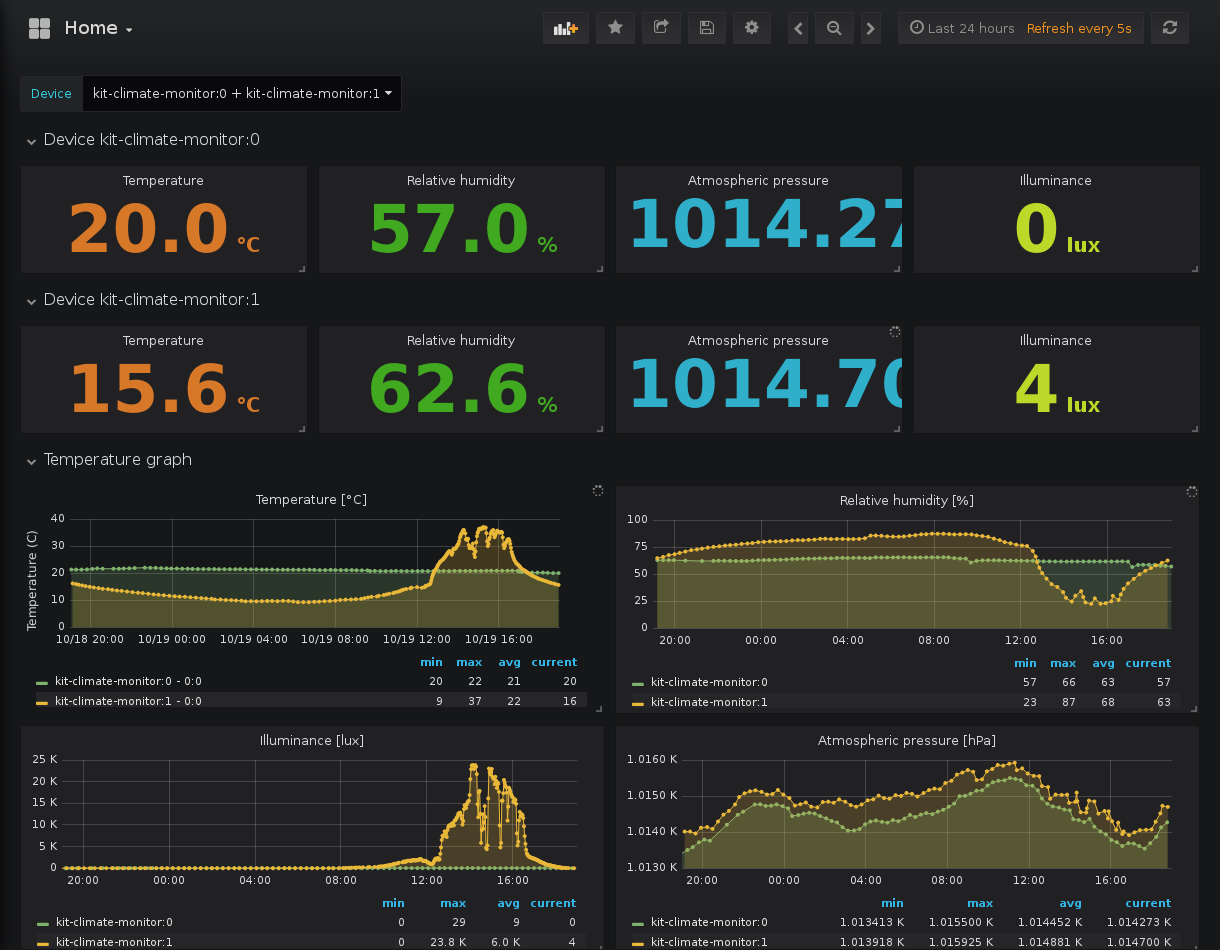 Home
Last 24 hours Refresh every 5s
Device kit-climate-monitor:0 + kit-climate-monitor:1
Device kit-climate-monitor:0
Temperature Relative humidity Atmospheric pressure Illuminance
20.0 °C 57.0 % 1014.27 0 lux
Device kit-climate-monitor:1
Temperature Relative humidity Atmospheric pressure Illuminance
15.6 °C 62.6 % 1014.70 4 lux
Temperature graph
Temperature [°C]
Temperature (C)
40
30
20
10
0
10/18 20:00 10/19 00:00 10/19 04:00 10/19 08:00 10/19 12:00 10/19 16:00
min max avg current
kit-climate-monitor:0 - 0:0 20 22 21 20
kit-climate-monitor:1 - 0:0 9 37 22 16
Relative humidity [%]
100
75
50
25
0
20:00 00:00 04:00 08:00 12:00 16:00
min max avg current
kit-climate-monitor:0 57 66 63 57
kit-climate-monitor:1 23 87 68 63
Illuminance [lux]
25 K
20 K
15 K
10 K
5 K
0
20:00 00:00 04:00 08:00 12:00 16:00
min max avg current
kit-climate-monitor:0 0 29 9 0
kit-climate-monitor:1 0 23.8 K 6.0 K 4
Atmospheric pressure [hPa]
1.0160 K
1.0150 K
1.0140 K
1.0130 K
20:00 00:00 04:00 08:00 12:00 16:00
min max avg current
kit-climate-monitor:0 1.013413 K 1.015500 K 1.014452 K 1.014273 K
kit-climate-monitor:1 1.013918 K 1.015925 K 1.014881 K 1.014700 K